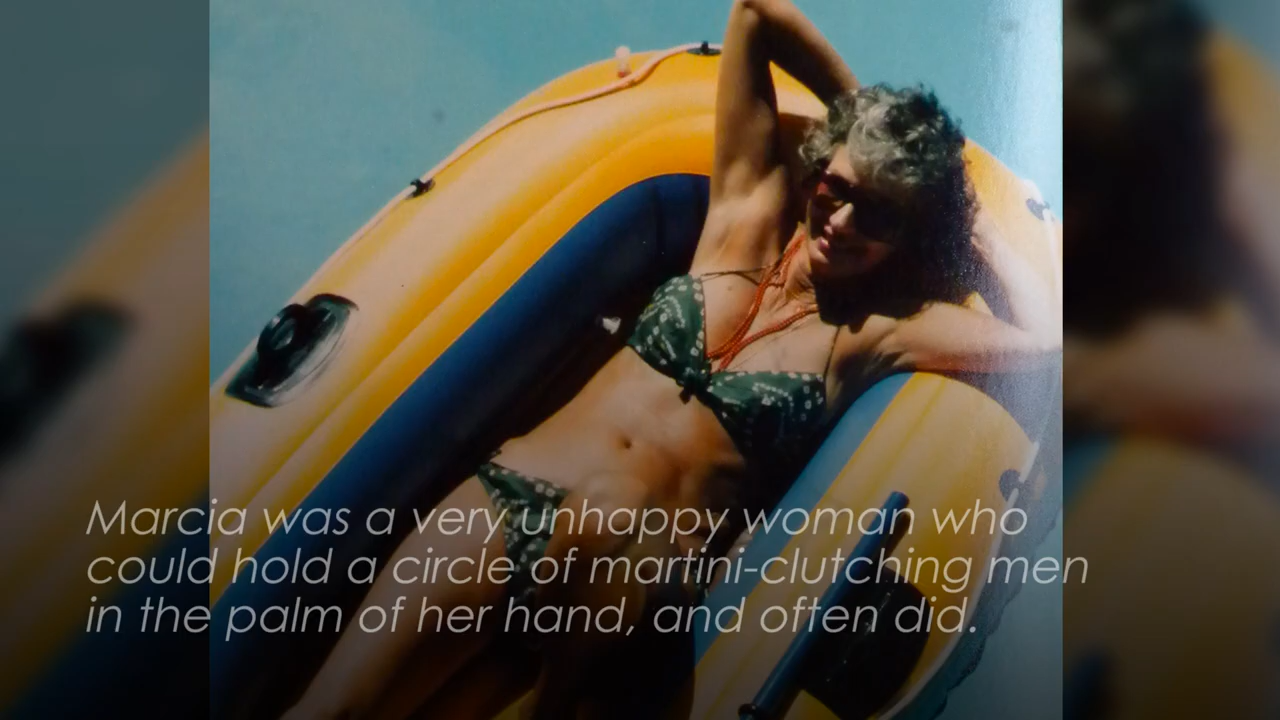 Marcia was a very unhappy woman who
could hold a circle of martini-clutching men
in the palm of her hand, and often did.